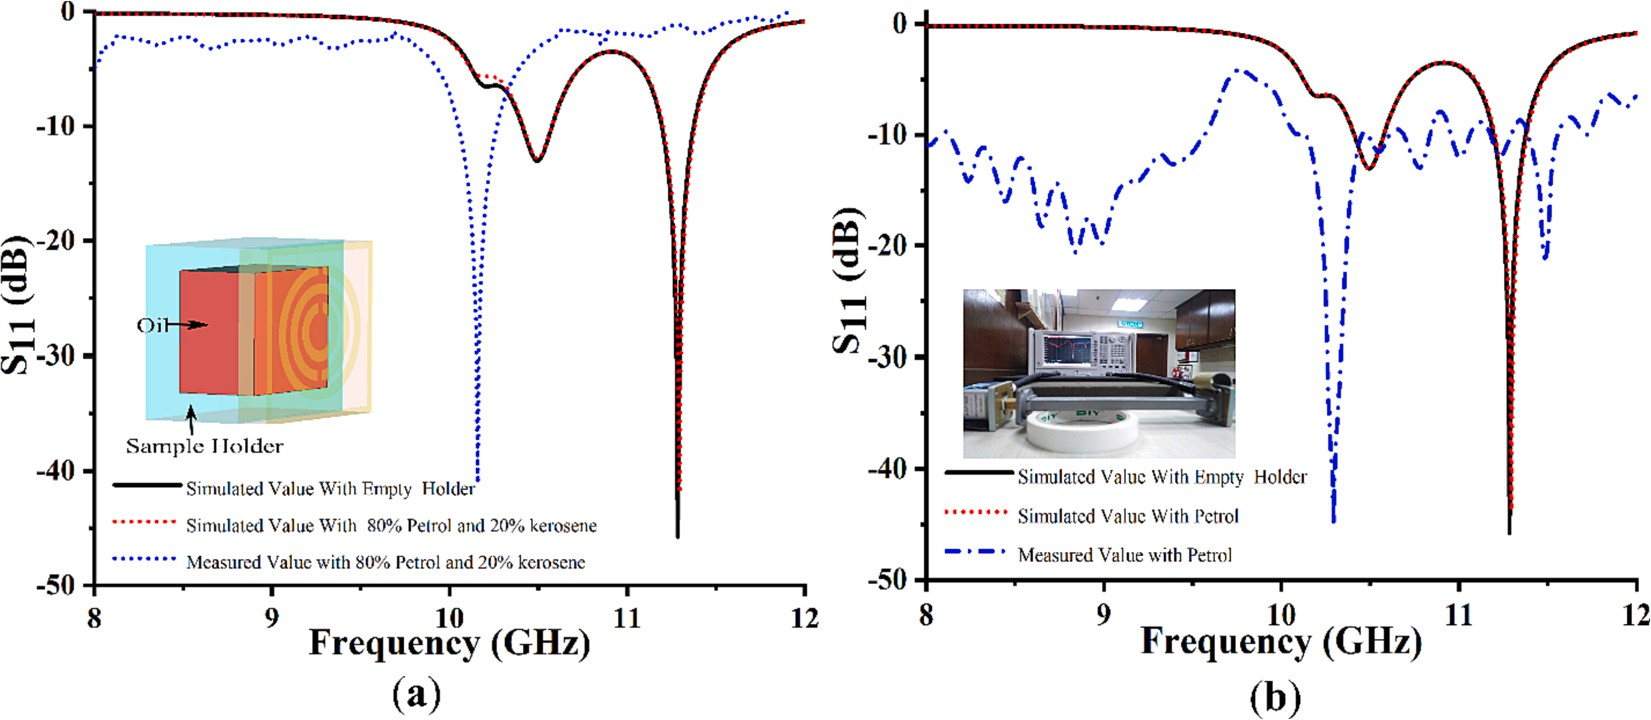 0
-10
-20
-30
-40
-50
S11 (dB)
8
9
10
11
12
Frequency (GHz)
Oil
Sample Holder
Simulated Value With Empty Holder
Simulated Value With 80% Petrol and 20% kerosene
Measured Value with 80% Petrol and 20% kerosene
(a)
0
-10
-20
-30
-40
-50
S11 (dB)
8
9
10
11
12
Frequency (GHz)
DIY
Simulated Value With Empty Holder
Simulated Value With Petrol
Measured Value with Petrol
(b)